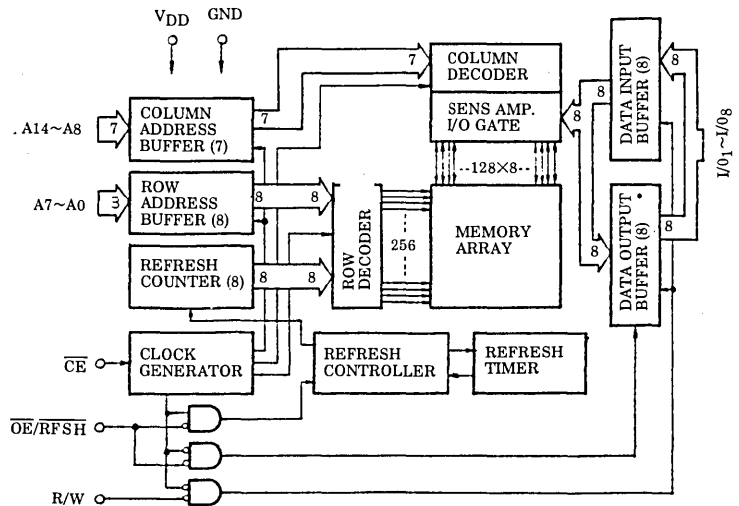 VDD GND
A14~A8
7
COLUMN
ADDRESS
BUFFER (7)
7
7
COLUMN
DECODER
SENS AMP.
I/O GATE
8
8
DATA INPUT
BUFFER (8)
8
I/O1~I/O8
A7~A0
3
ROW
ADDRESS
BUFFER (8)
8
8
ROW
DECODER
256
--128×8--
MEMORY
ARRAY
8
DATA OUTPUT
BUFFER (8)
8
REFRESH
COUNTER (8)
8
8
CE
CLOCK
GENERATOR
REFRESH
CONTROLLER
REFRESH
TIMER
OE/RFSH
R/W